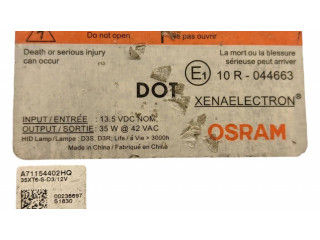 Do not open
Ne pas ouvrir
Death or serious injury
can occur
La mort ou la blessure
sérieuse peut arriver
E1 10 R - 044663
DOT
XENAELECTRON®
INPUT / ENTRÉE : 13.5 VDC NOM.
OUTPUT / SORTIE: 35 W @ 42 VAC
OSRAM
HID Lamp / Lampe : D3S, D3R; Life / À vie > 3000h
Made in China / Fabriqué en China
A71154402HQ
35XT6-S-D3/12V
00236697
S1830